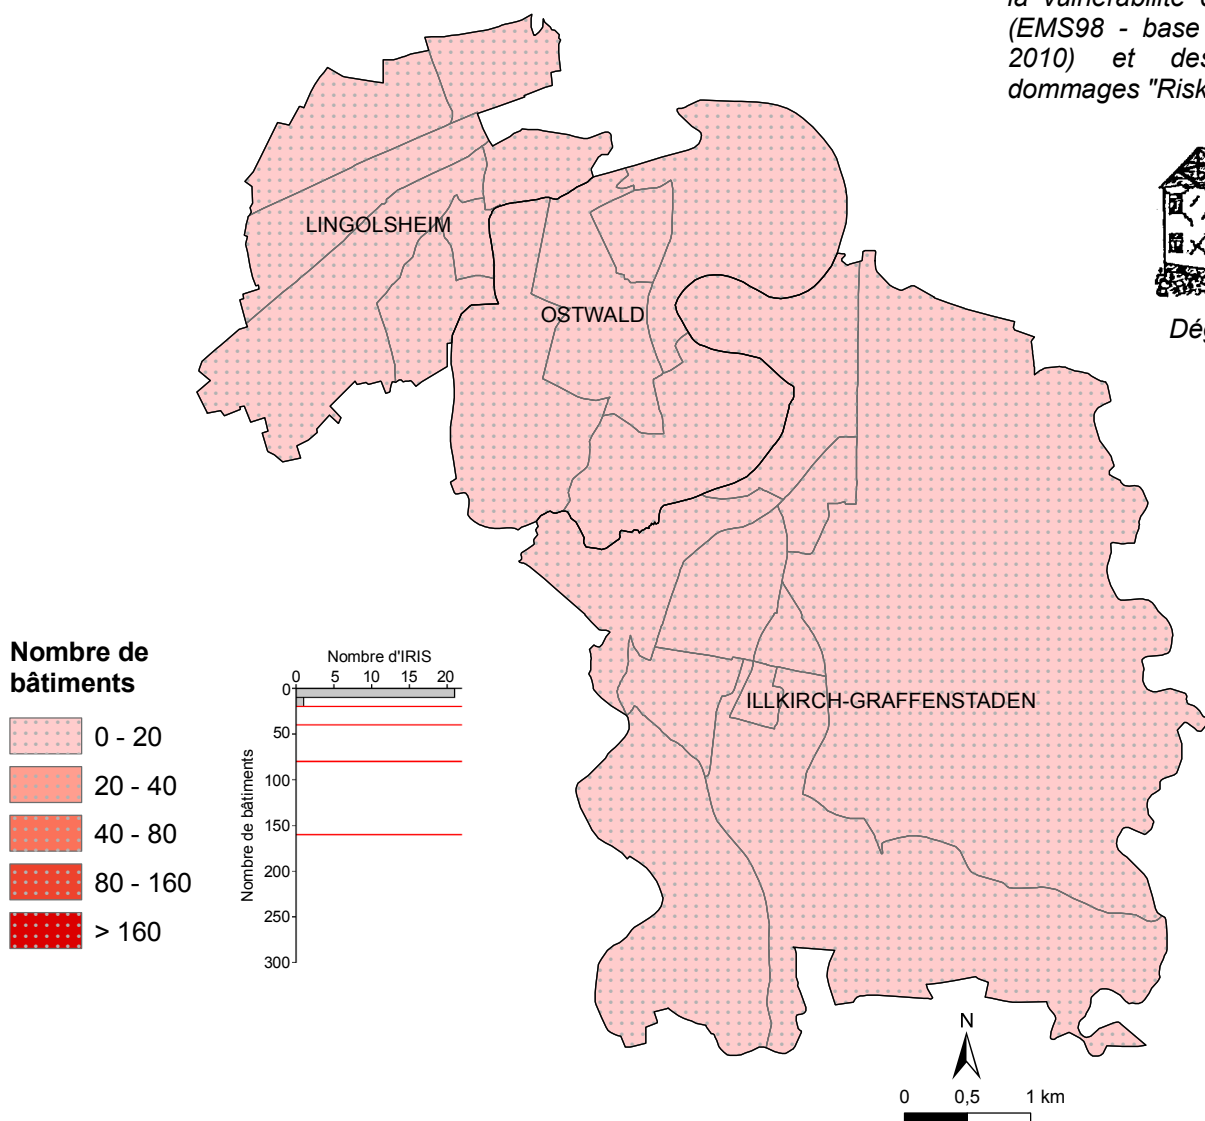 la vulnérabilité
(EMS98 - base
2010) et des
dommages "Risk
LINGOLSHEIM
OSTWALD
ILLKIRCH-GRAFFENSTADEN
Nombre de
bâtiments
0 - 20
20 - 40
40 - 80
80 - 160
> 160
Nombre d'IRIS
0 5 10 15 20
Nombre de bâtiments
0
50
100
150
200
250
300
N
0 0,5 1 km